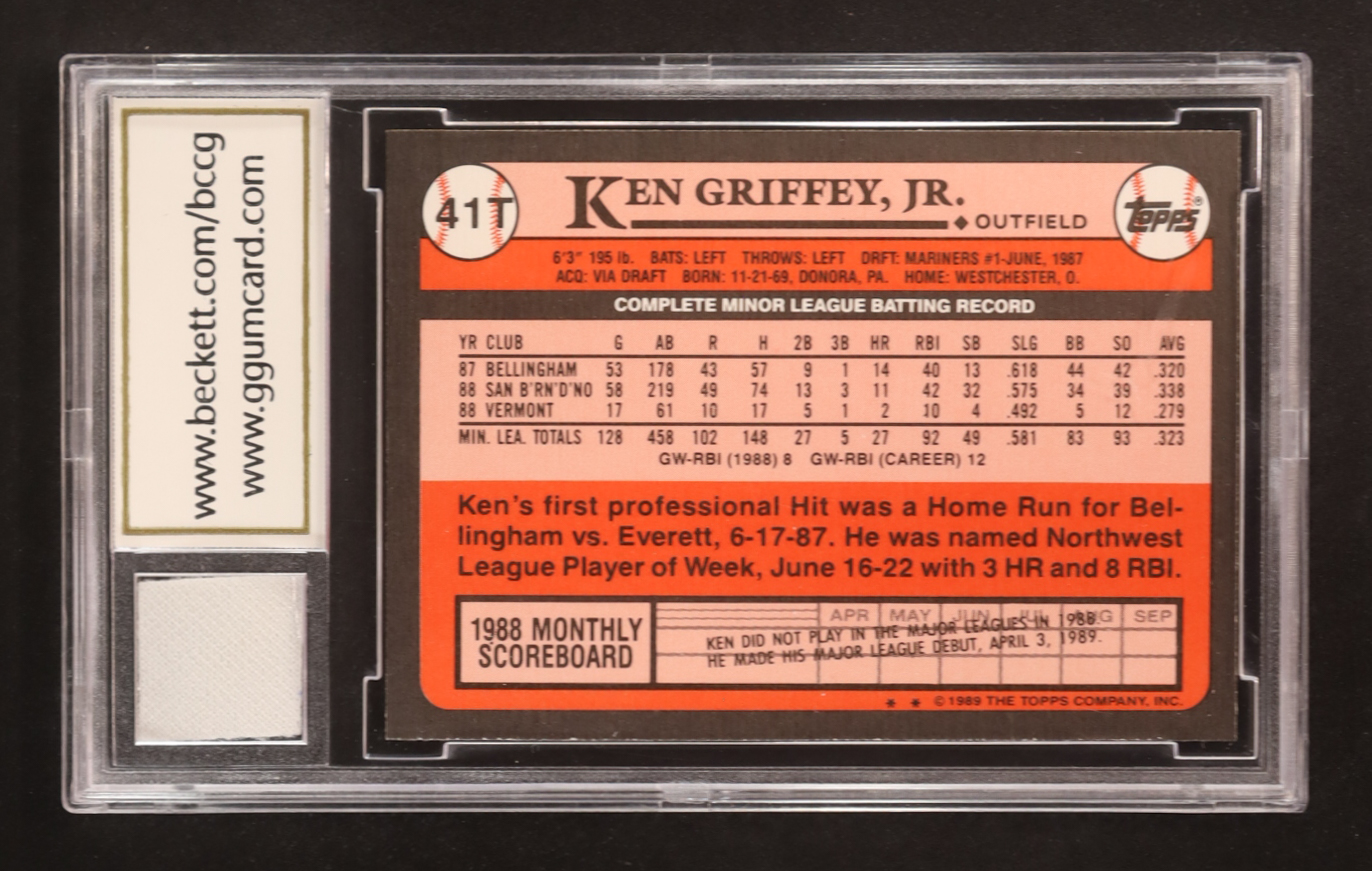 www.beckett.com/bccg
www.ggumcard.com
41T
KEN GRIFFEY, JR.
◆ OUTFIELD
Topps®
6'3" 195 lb. BATS: LEFT THROWS: LEFT DRFT: MARINERS #1-JUNE, 1987
ACQ: VIA DRAFT BORN: 11-21-69, DONORA, PA. HOME: WESTCHESTER, O.
COMPLETE MINOR LEAGUE BATTING RECORD
YR CLUB G AB R H 2B 3B HR RBI SB SLG BB SO AVG
87 BELLINGHAM 53 178 43 57 9 1 14 40 13 .618 44 42 .320
88 SAN B'RN'D'NO 58 219 49 74 13 3 11 42 32 .575 34 39 .338
88 VERMONT 17 61 10 17 5 1 2 10 4 .492 5 12 .279
MIN. LEA. TOTALS 128 458 102 148 27 5 27 92 49 .581 83 93 .323
GW-RBI (1988) 8 GW-RBI (CAREER) 12
Ken's first professional Hit was a Home Run for Bel-
lingham vs. Everett, 6-17-87. He was named Northwest
League Player of Week, June 16-22 with 3 HR and 8 RBI.
1988 MONTHLY
SCOREBOARD
APR MAY JUN JUL AUG SEP
KEN DID NOT PLAY IN THE MAJOR LEAGUES IN 1988.
HE MADE HIS MAJOR LEAGUE DEBUT, APRIL 3, 1989.
* * © 1989 THE TOPPS COMPANY, INC.